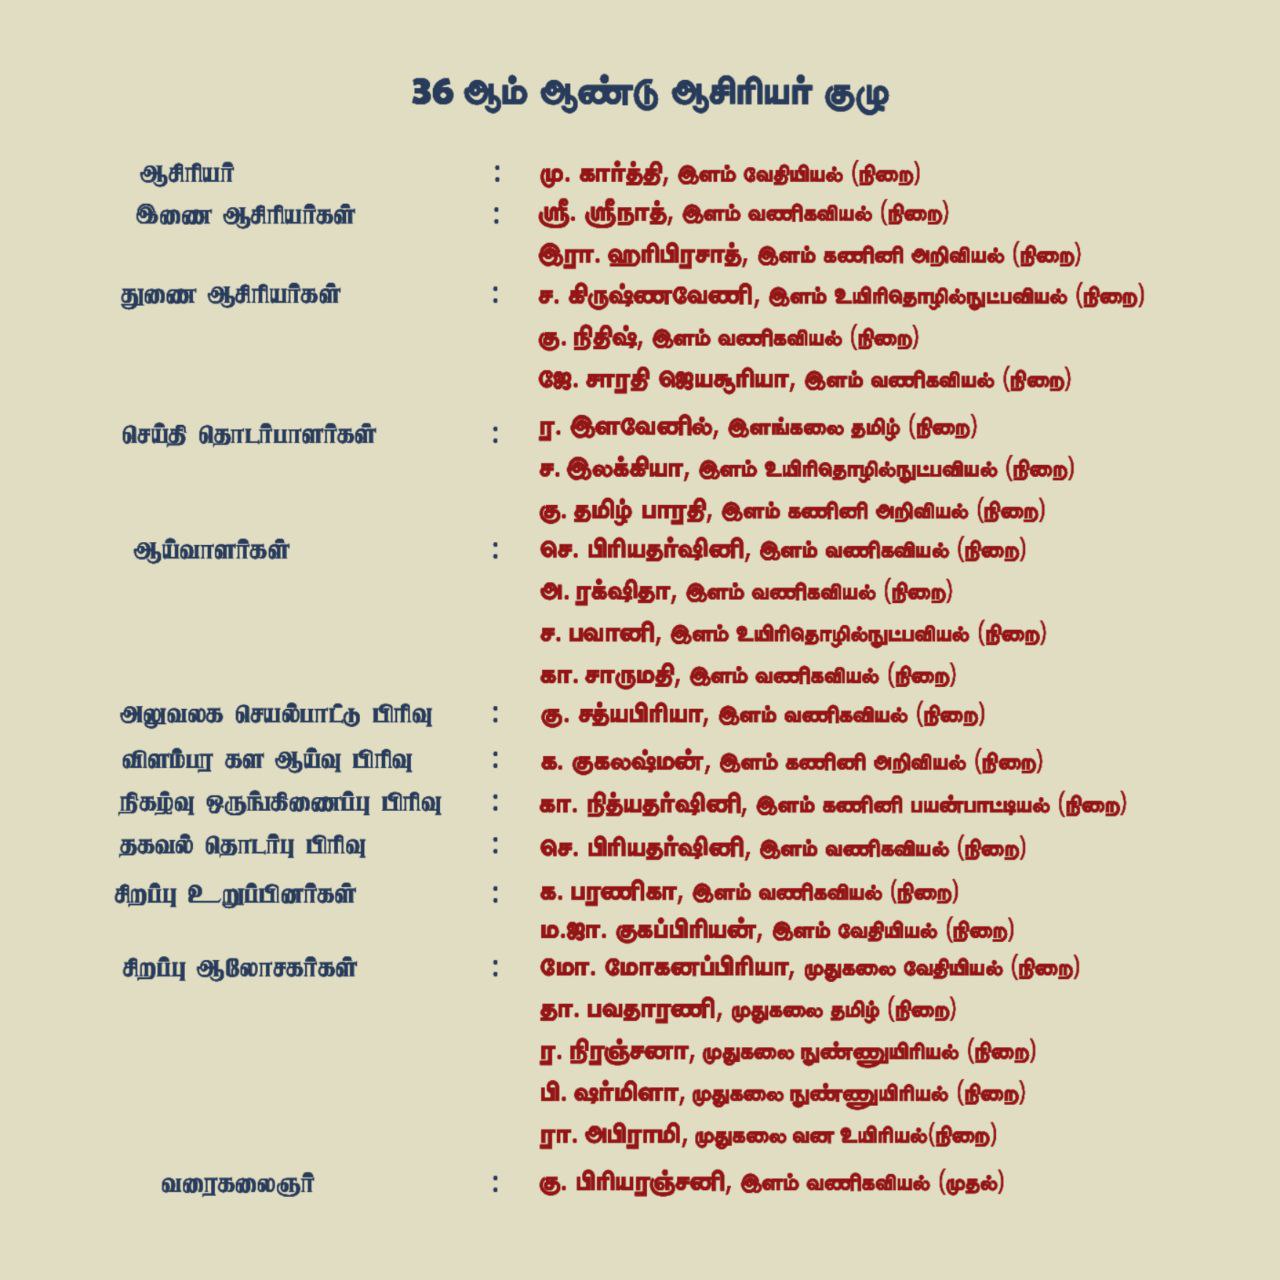 36 ஆம் ஆண்டு ஆசிரியர் குழு
ஆசிரியர் : மு. கார்த்தி, இளம் வேதியியல் (நிறை)
இணை ஆசிரியர்கள் : ஸ்ரீ. ஸ்ரீநாத், இளம் வணிகவியல் (நிறை)
இரா. ஹரிபிரசாத், இளம் கணினி அறிவியல் (நிறை)
துணை ஆசிரியர்கள் : ச. கிருஷ்ணவேணி, இளம் உயிரிதொழில்நுட்பவியல் (நிறை)
கு. நிதிஷ், இளம் வணிகவியல் (நிறை)
ஜே. சாரதி ஜெயசூரியா, இளம் வணிகவியல் (நிறை)
செய்தி தொடர்பாளர்கள் : ர. இளவேனில், இளங்கலை தமிழ் (நிறை)
ச. இலக்கியா, இளம் உயிரிதொழில்நுட்பவியல் (நிறை)
கு. தமிழ் பாரதி, இளம் கணினி அறிவியல் (நிறை)
ஆய்வாளர்கள் : செ. பிரியதர்ஷினி, இளம் வணிகவியல் (நிறை)
அ. ரக்ஷிதா, இளம் வணிகவியல் (நிறை)
ச. பவானி, இளம் உயிரிதொழில்நுட்பவியல் (நிறை)
கா. சாருமதி, இளம் வணிகவியல் (நிறை)
அலுவலக செயல்பாட்டு பிரிவு : கு. சத்யபிரியா, இளம் வணிகவியல் (நிறை)
விளம்பர கள ஆய்வு பிரிவு : க. குகலஷ்மன், இளம் கணினி அறிவியல் (நிறை)
நிகழ்வு ஒருங்கிணைப்பு பிரிவு : கா. நித்யதர்ஷினி, இளம் கணினி பயன்பாட்டியல் (நிறை)
தகவல் தொடர்பு பிரிவு : செ. பிரியதர்ஷினி, இளம் வணிகவியல் (நிறை)
சிறப்பு உறுப்பினர்கள் : க. பரணிகா, இளம் வணிகவியல் (நிறை)
ம.ஜா. குகப்பிரியன், இளம் வேதியியல் (நிறை)
சிறப்பு ஆலோசகர்கள் : மோ. மோகனப்பிரியா, முதுகலை வேதியியல் (நிறை)
தா. பவதாரணி, முதுகலை தமிழ் (நிறை)
ர. நிரஞ்சனா, முதுகலை நுண்ணுயிரியல் (நிறை)
பி. ஷர்மிளா, முதுகலை நுண்ணுயிரியல் (நிறை)
ரா. அபிராமி, முதுகலை வன உயிரியல்(நிறை)
வரைகலைஞர் : கு. பிரியரஞ்சனி, இளம் வணிகவியல் (முதல்)